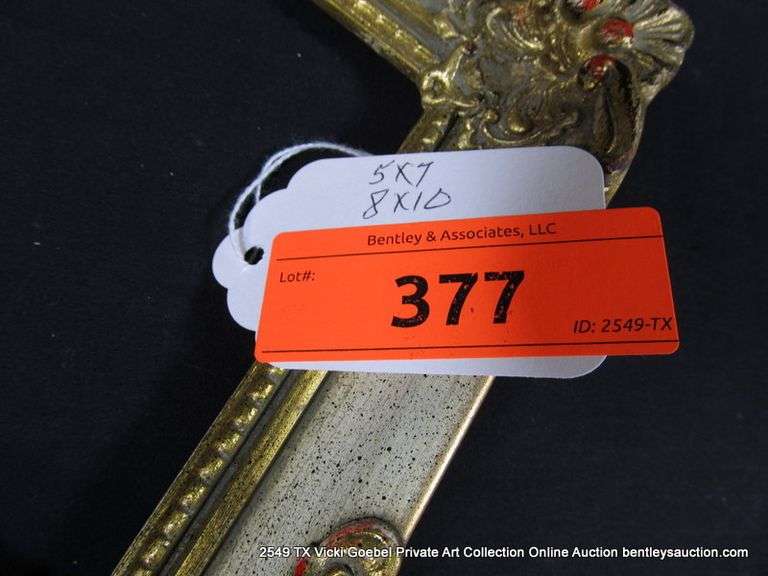 5X7
8X10
Bentley & Associates, LLC
Lot#:
377
ID: 2549-TX
2549 TX Vicki Goebel Private Art Collection Online Auction bentleysauction.com